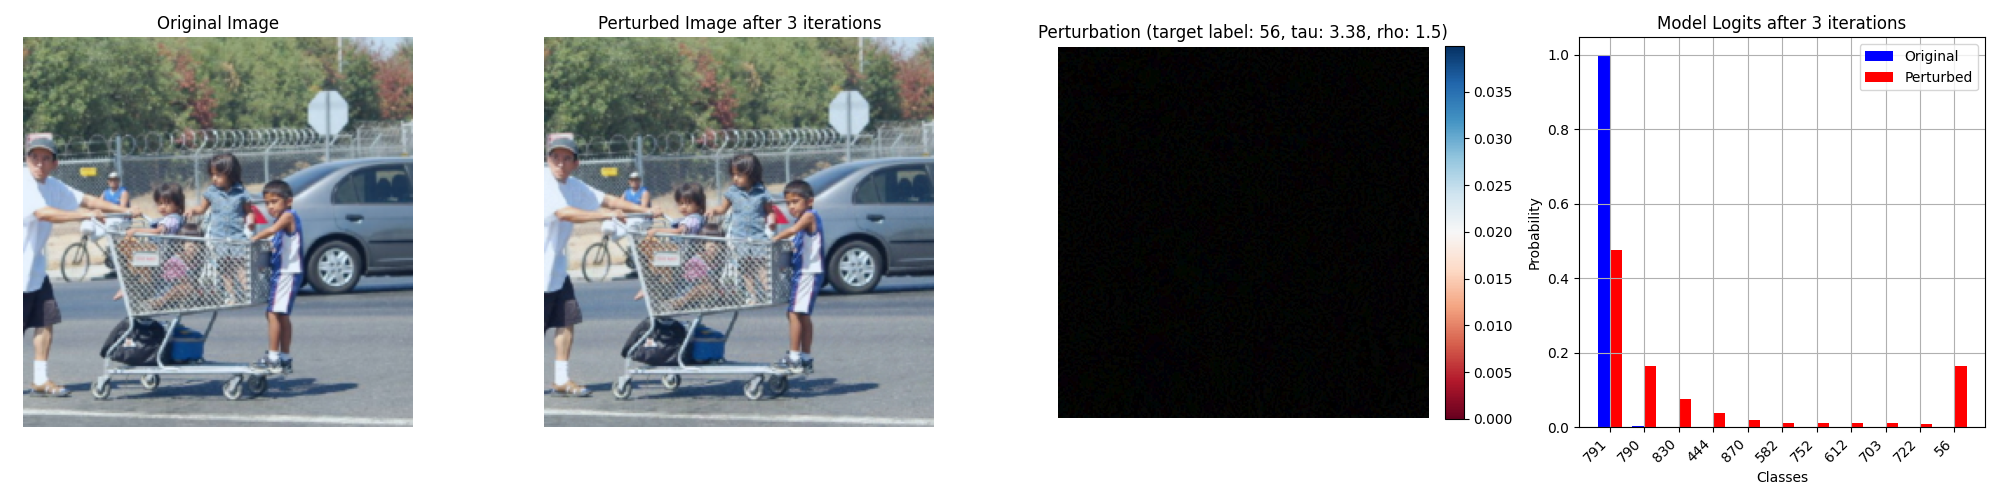 Original Image
Perturbed Image after 3 iterations
Perturbation (target label: 56, tau: 3.38, rho: 1.5)
0.035
0.030
0.025
0.020
0.015
0.010
0.005
0.000
Model Logits after 3 iterations
Original
Perturbed
Probability
1.0
0.8
0.6
0.4
0.2
0.0
791 790 830 444 870 582 752 612 703 722 56
Classes